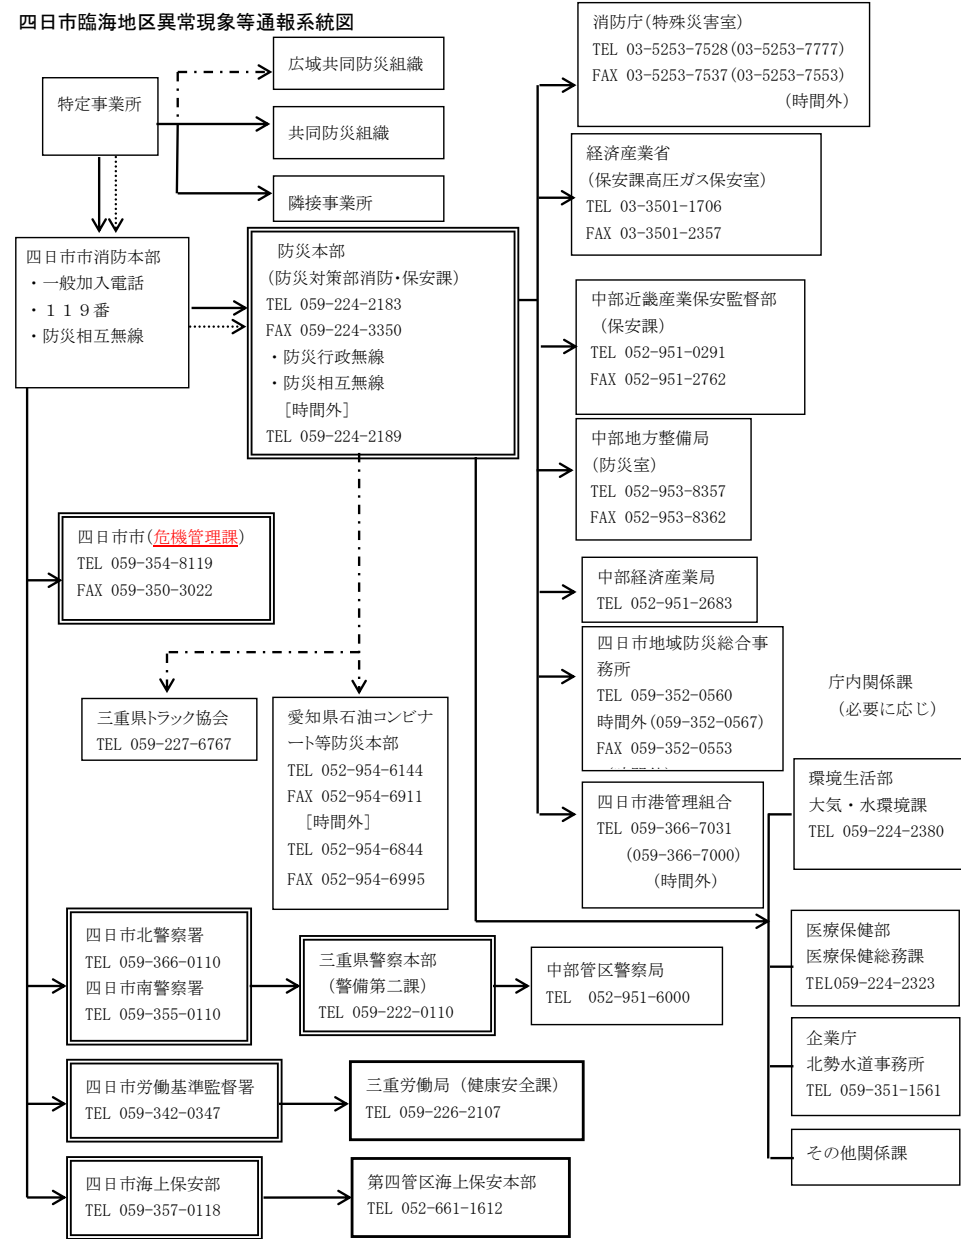 四日市臨海地区異常現象等通報系統図
特定事業所
広域共同防災組織
共同防災組織
隣接事業所
四日市市消防本部
・一般加入電話
・１１９番
・防災相互無線
防災本部
(防災対策部消防・保安課)
TEL 059-224-2183
FAX 059-224-3350
・防災行政無線
・防災相互無線
[時間外]
TEL 059-224-2189
消防庁(特殊災害室)
TEL 03-5253-7528(03-5253-7777)
FAX 03-5253-7537(03-5253-7553)
(時間外)
経済産業省
(保安課高圧ガス保安室)
TEL 03-3501-1706
FAX 03-3501-2357
中部近畿産業保安監督部
(保安課)
TEL 052-951-0291
FAX 052-951-2762
中部地方整備局
(防災室)
TEL 052-953-8357
FAX 052-953-8362
中部経済産業局
TEL 052-951-2683
四日市地域防災総合事
務所
TEL 059-352-0560
時間外(059-352-0567)
FAX 059-352-0553
四日市港管理組合
TEL 059-366-7031
(059-366-7000)
(時間外)
四日市市(危機管理課)
TEL 059-354-8119
FAX 059-350-3022
三重県トラック協会
TEL 059-227-6767
愛知県石油コンビナ
ート等防災本部
TEL 052-954-6144
FAX 052-954-6911
[時間外]
TEL 052-954-6844
FAX 052-954-6995
庁内関係課
(必要に応じ)
環境生活部
大気・水環境課
TEL 059-224-2380
医療保健部
医療保健総務課
TEL059-224-2323
企業庁
北勢水道事務所
TEL 059-351-1561
その他関係課
四日市北警察署
TEL 059-366-0110
四日市南警察署
TEL 059-355-0110
三重県警察本部
(警備第二課)
TEL 059-222-0110
中部管区警察局
TEL 052-951-6000
四日市労働基準監督署
TEL 059-342-0347
三重労働局(健康安全課)
TEL 059-226-2107
四日市海上保安部
TEL 059-357-0118
第四管区海上保安本部
TEL 052-661-1612